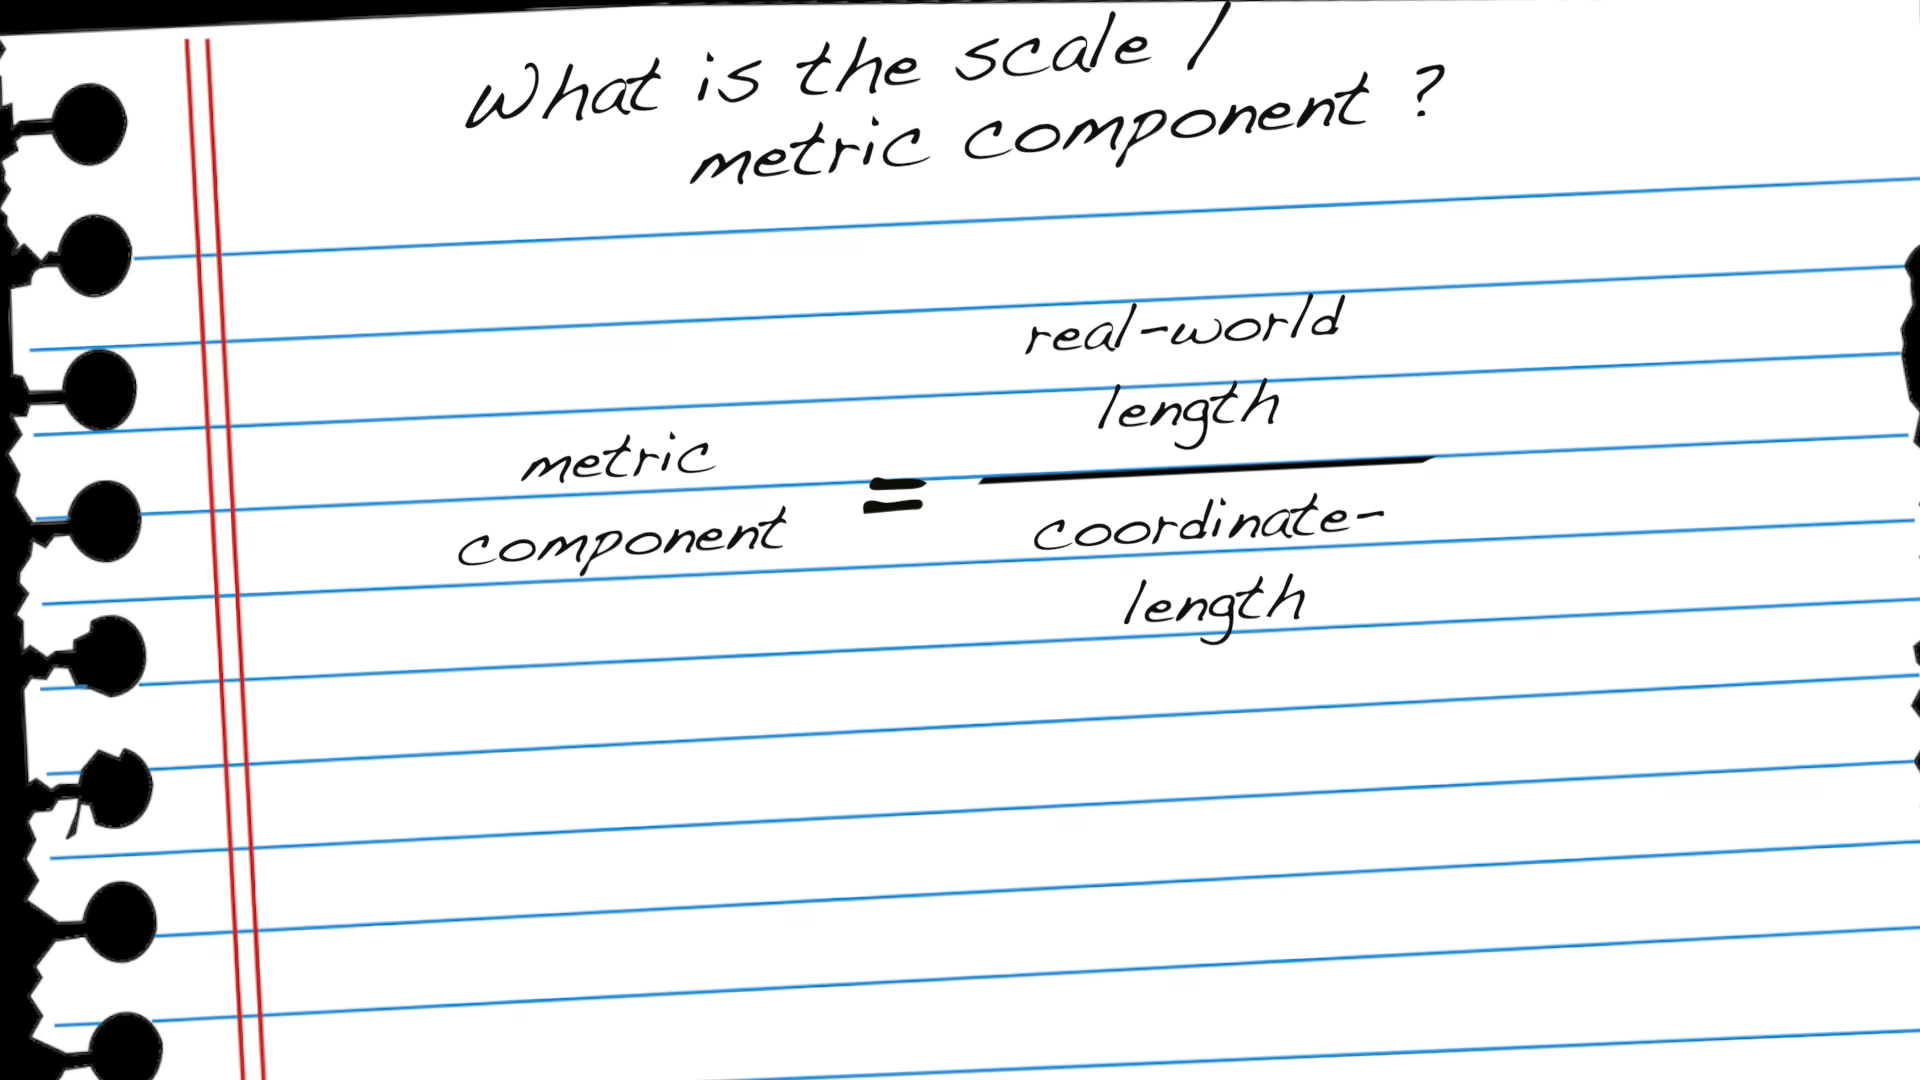 What is the scale /
metric component ?
metric
component
=
real-world
length
coordinate-
length